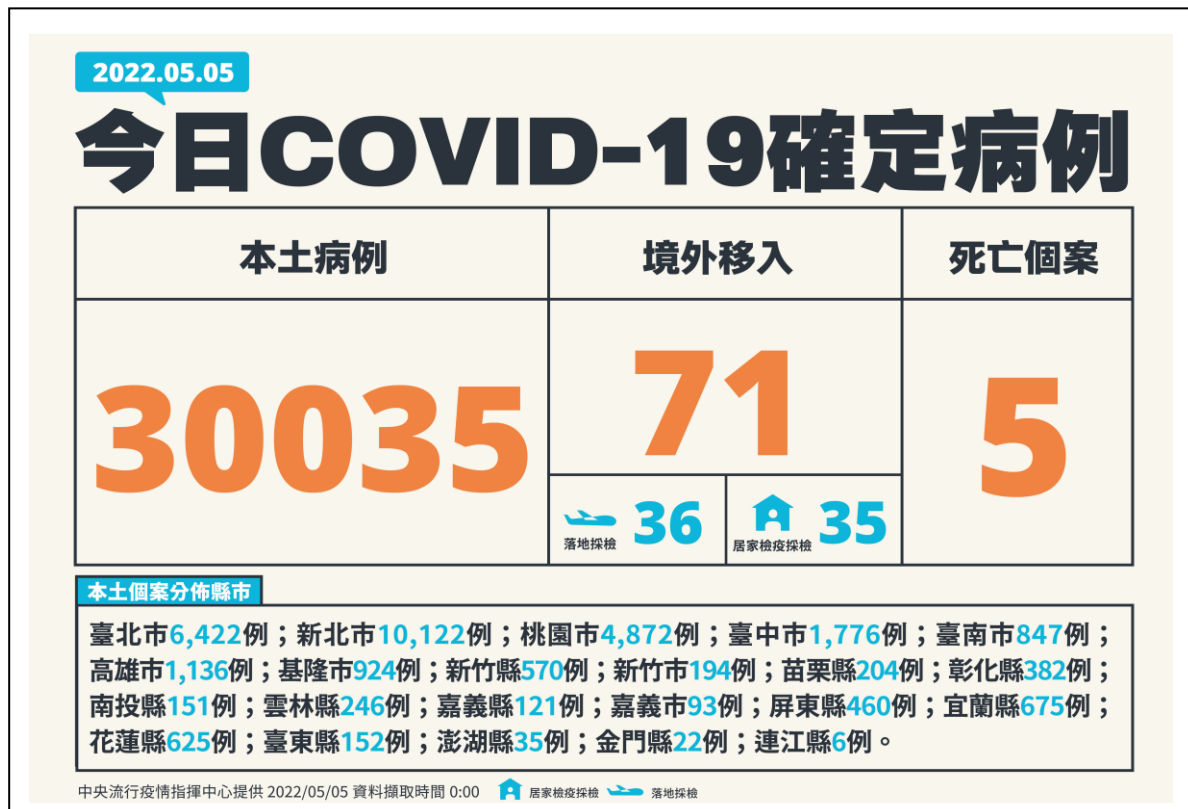 2022.05.05
今日COVID-19確定病例
本土病例
境外移入
死亡個案
30035
71
5
落地採檢 36
居家檢疫採檢 35
本土個案分佈縣市
臺北市6,422例；新北市10,122例；桃園市4,872例；臺中市1,776例；臺南市847例；
高雄市1,136例；基隆市924例；新竹縣570例；新竹市194例；苗栗縣204例；彰化縣382例；
南投縣151例；雲林縣246例；嘉義縣121例；嘉義市93例；屏東縣460例；宜蘭縣675例；
花蓮縣625例；臺東縣152例；澎湖縣35例；金門縣22例；連江縣6例。
中央流行疫情指揮中心提供 2022/05/05 資料擷取時間 0:00 居家檢疫採檢 落地採檢